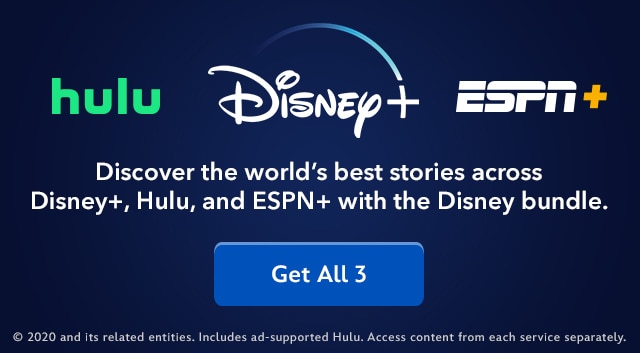 hulu Disney+ ESPN+
Discover the world's best stories across
Disney+, Hulu, and ESPN+ with the Disney bundle.
Get All 3
© 2020 and its related entities. Includes ad-supported Hulu. Access content from each service separately.